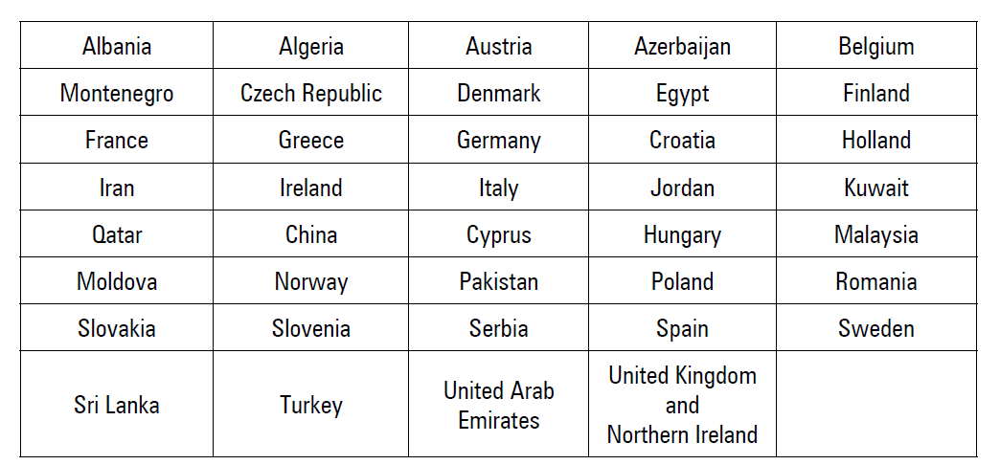 Albania Algeria Austria Azerbaijan Belgium
Montenegro Czech Republic Denmark Egypt Finland
France Greece Germany Croatia Holland
Iran Ireland Italy Jordan Kuwait
Qatar China Cyprus Hungary Malaysia
Moldova Norway Pakistan Poland Romania
Slovakia Slovenia Serbia Spain Sweden
Sri Lanka Turkey
United Arab
Emirates
United Kingdom
and
Northern Ireland